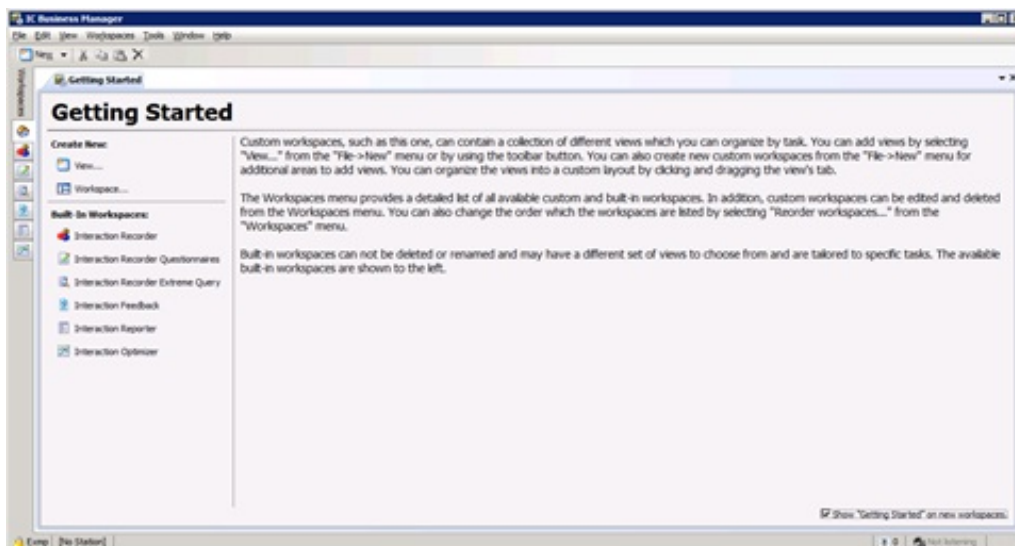 IC Business Manager
File Edit View Workspaces Tools Window Help
New
Workspaces
Getting Started
Getting Started
Create New:
View...
Workspace...
Built-In Workspaces:
Interaction Recorder
Interaction Recorder Questionnaires
Interaction Recorder Extreme Query
Interaction Feedback
Interaction Reporter
Interaction Optimizer
Custom workspaces, such as this one, can contain a collection of different views which you can organize by task. You can add views by selecting
"View..." from the "File->New" menu or by using the toolbar button. You can also create new custom workspaces from the "File->New" menu for
additional areas to add views. You can organize the views into a custom layout by clicking and dragging the view's tab.
The Workspaces menu provides a detailed list of all available custom and built-in workspaces. In addition, custom workspaces can be edited and deleted
from the Workspaces menu. You can also change the order which the workspaces are listed by selecting "Reorder workspaces..." from the
"Workspaces" menu.
Built-in workspaces can not be deleted or renamed and may have a different set of views to choose from and are tailored to specific tasks. The available
built-in workspaces are shown to the left.
Show "Getting Started" on new workspaces.
[No Station]
0
Not listening